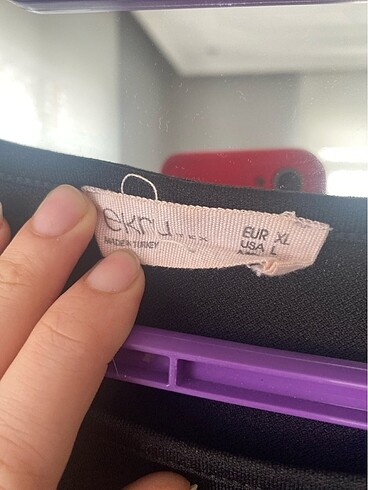 ekru
MADE IN TURKEY
EUR XL
USA L